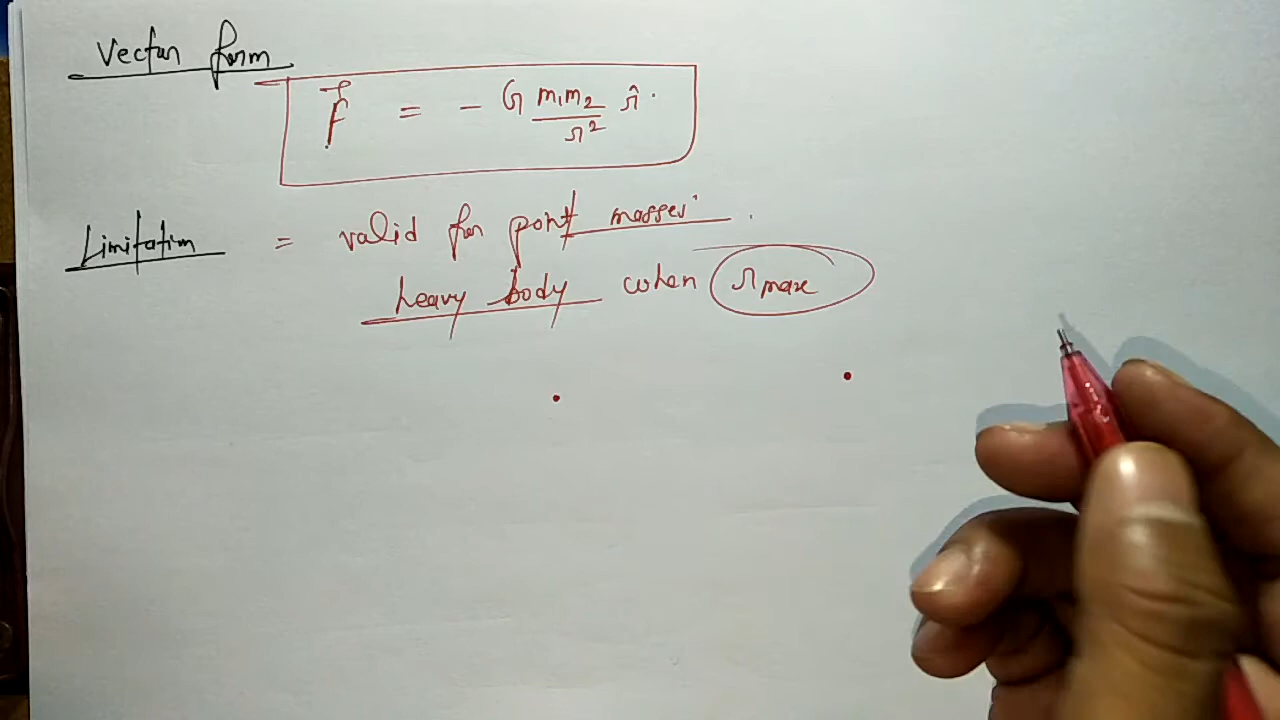 Vector form
F⃗ = - G m₁m₂/r² r̂.
Limitation = valid for point masses.
heavy body when r max